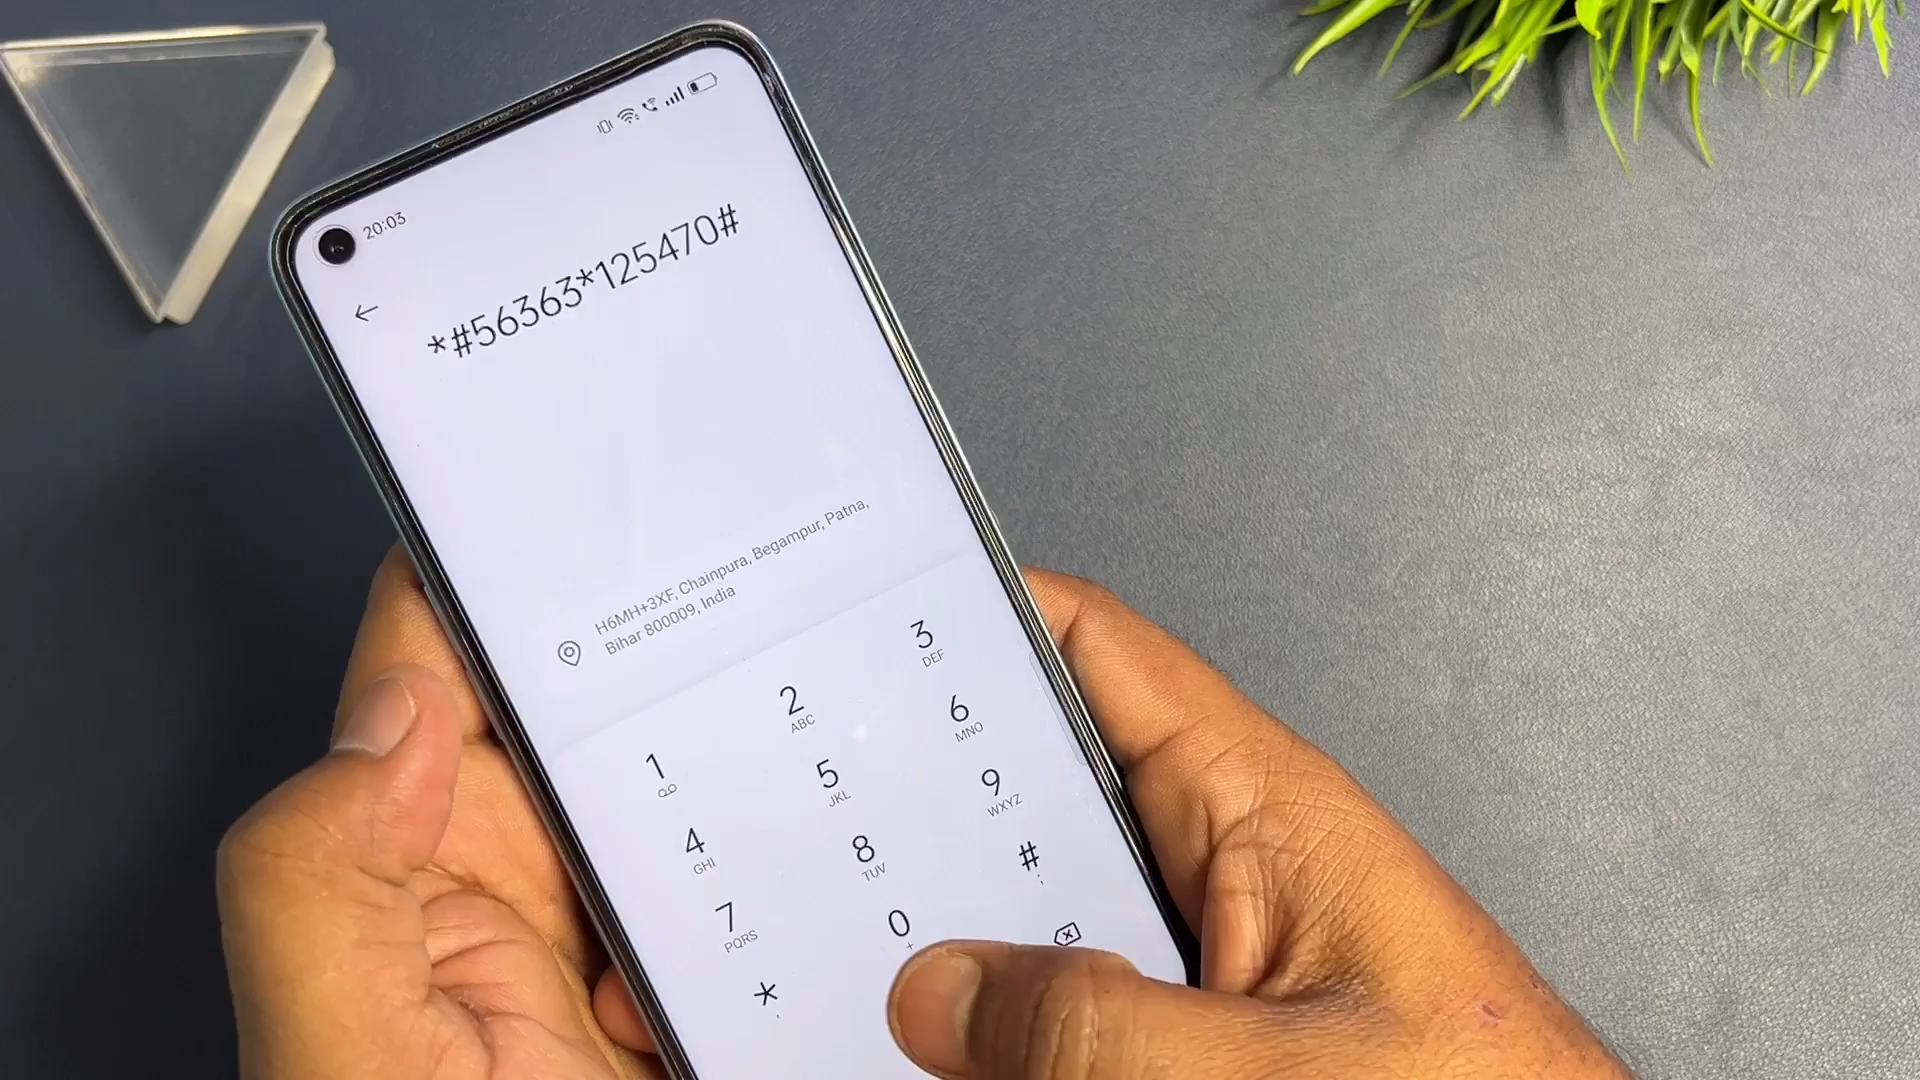 20:03
*#56363*125470#
H6MH+3XF, Chainpura, Begampur, Patna,
Bihar 800009, India
1
2
ABC
3
DEF
4
GHI
5
JKL
6
MNO
7
PQRS
8
TUV
9
WXYZ
*
,
0
+
#
;